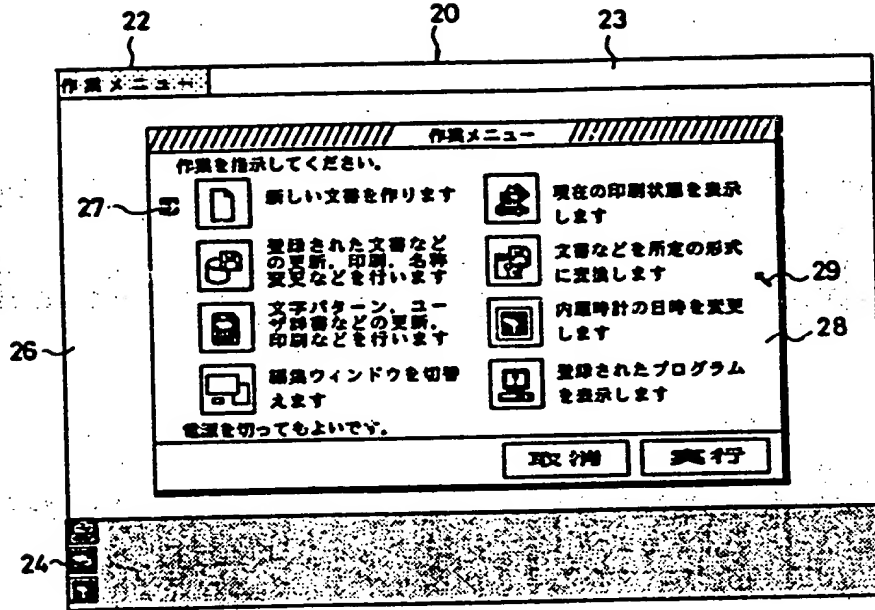 22
20
23
作業メニュー
作業メニュー
作業を指示してください。
27
新しい文書を作ります
現在の印刷状態を表示
します
登録された文書など
の更新，印刷，名称
変更などを行います
文書などを所定の形式
に変換します
29
文字パターン，ユー
ザ辞書などの更新，
印刷などを行います
内蔵時計の日時を変更
します
28
26
編集ウィンドウを切替
えます
登録されたプログラム
を表示します
電源を切ってもよいです。
取消
実行
24